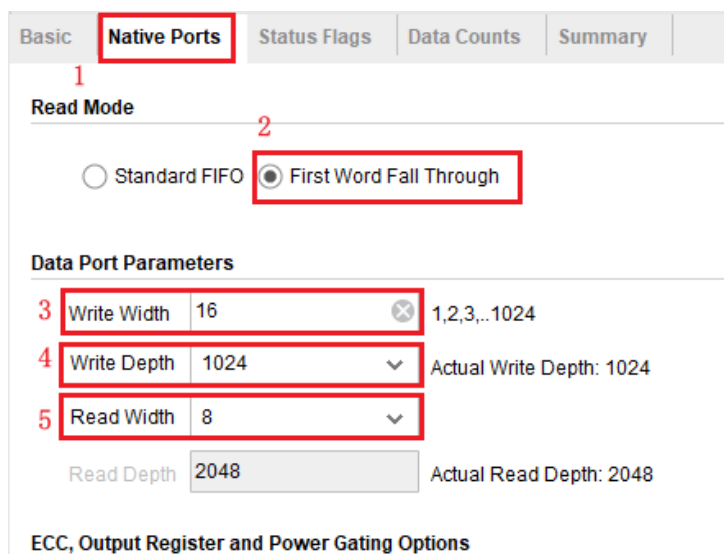 Basic Native Ports Status Flags Data Counts Summary
1
Read Mode
2
Standard FIFO First Word Fall Through
Data Port Parameters
3 Write Width 16 1,2,3,..1024
4 Write Depth 1024 Actual Write Depth: 1024
5 Read Width 8
Read Depth 2048 Actual Read Depth: 2048
ECC, Output Register and Power Gating Options